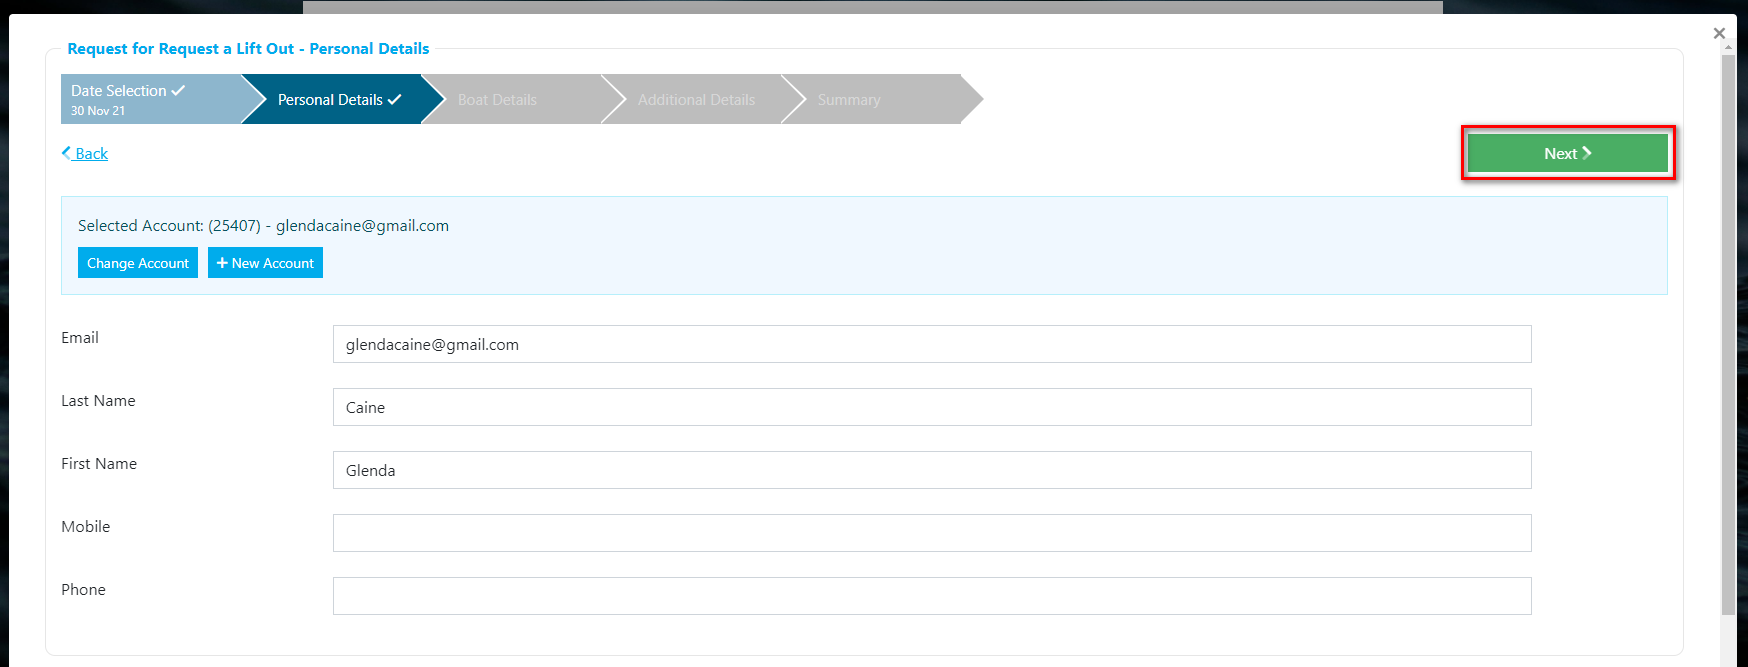 Request for Request a Lift Out - Personal Details
Date Selection
30 Nov 21
Personal Details
Boat Details
Additional Details
Summary
Back
Next
Selected Account: (25407) - glendacaine@gmail.com
Change Account
+ New Account
Email
glendacaine@gmail.com
Last Name
Caine
First Name
Glenda
Mobile
Phone